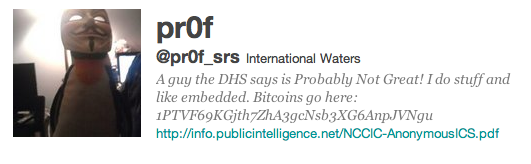 pr0f
@pr0f_srs International Waters
A guy the DHS says is Probably Not Great! I do stuff and
like embedded. Bitcoins go here:
1PTVF69KGjth7ZhA3gcNsb3XG6AnpJVNgu
http://info.publicintelligence.net/NCCIC-AnonymousICS.pdf